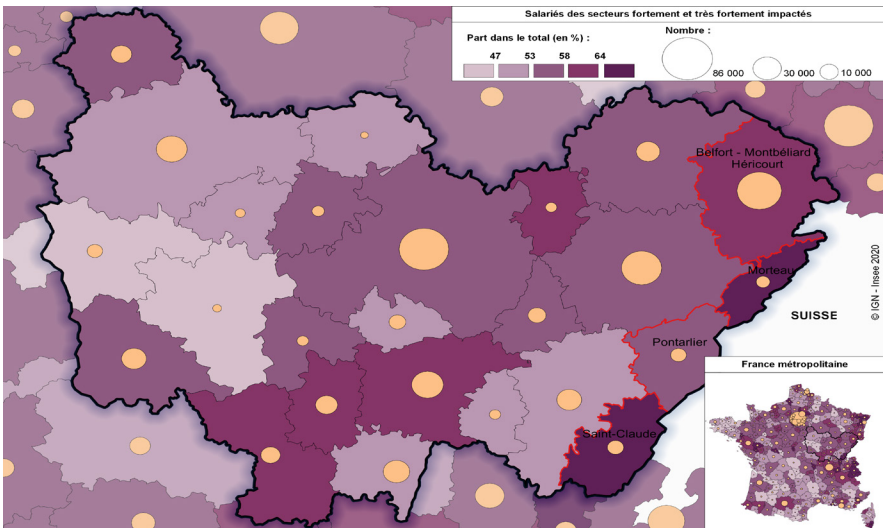 Salariés des secteurs fortement et très fortement impactés
Part dans le total (en %) :
47 53 58 64
Nombre :
86 000 30 000 10 000
Belfort - Montbéliard
Héricourt
Morteau
SUISSE
Pontarlier
Saint-Claude
© IGN - Insee 2020
France métropolitaine